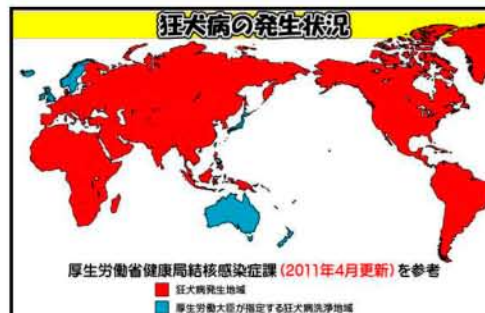 狂犬病の発生状況
厚生労働省健康局結核感染症課(2011年4月更新)を参考
狂犬病発生地域
厚生労働大臣が指定する狂犬病洗浄地域